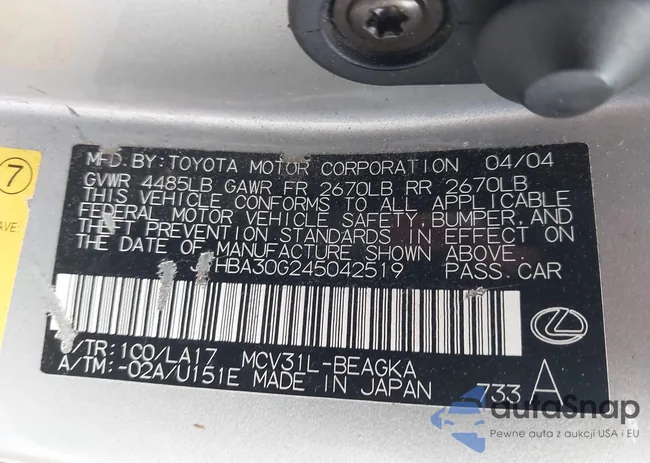 7
AVE:
MFD. BY: TOYOTA MOTOR CORPORATION 04/04
GVWR 4485LB GAWR FR 2670LB RR 2670LB
THIS VEHICLE CONFORMS TO ALL APPLICABLE
FEDERAL MOTOR VEHICLE SAFETY, BUMPER, AND
THEFT PREVENTION STANDARDS IN EFFECT ON
THE DATE OF MANUFACTURE SHOWN ABOVE.
JTHBA30G245042519 PASS. CAR
C/TR: 1C0/LA17 MCV31L-BEAGKA
A/TM: -02A/U151E MADE IN JAPAN 733 A
autoSnap
Pewne auta z aukcji USA i EU